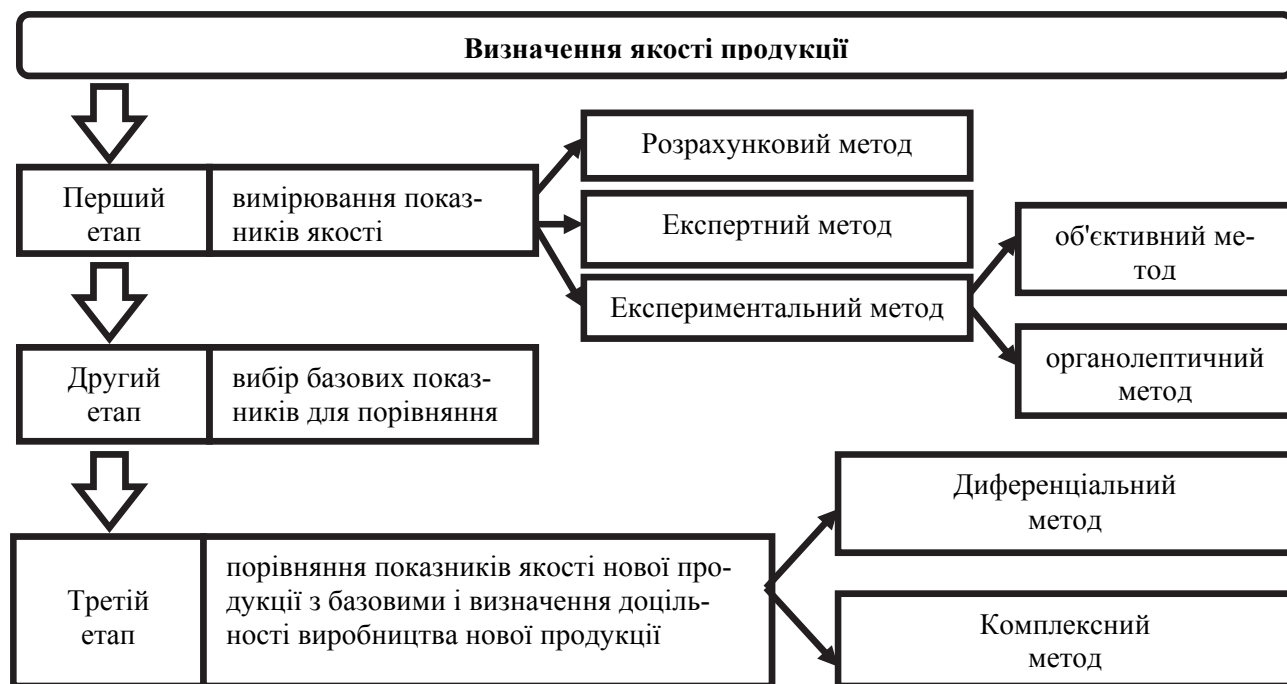 Визначення якості продукції
Перший
етап
вимірювання показ-
ників якості
Розрахунковий метод
Експертний метод
Експериментальний метод
об'єктивний ме-
тод
органолептичний
метод
Другий
етап
вибір базових показ-
ників для порівняння
Третій
етап
порівняння показників якості нової про-
дукції з базовими і визначення доціль-
ності виробництва нової продукції
Диференціальний
метод
Комплексний
метод